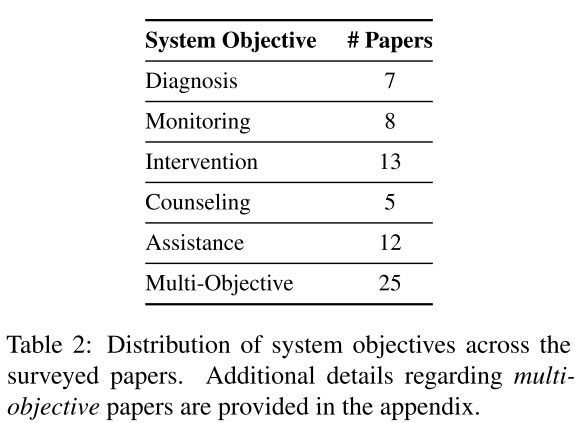 System Objective # Papers
Diagnosis 7
Monitoring 8
Intervention 13
Counseling 5
Assistance 12
Multi-Objective 25
Table 2: Distribution of system objectives across the
surveyed papers. Additional details regarding multi-
objective papers are provided in the appendix.